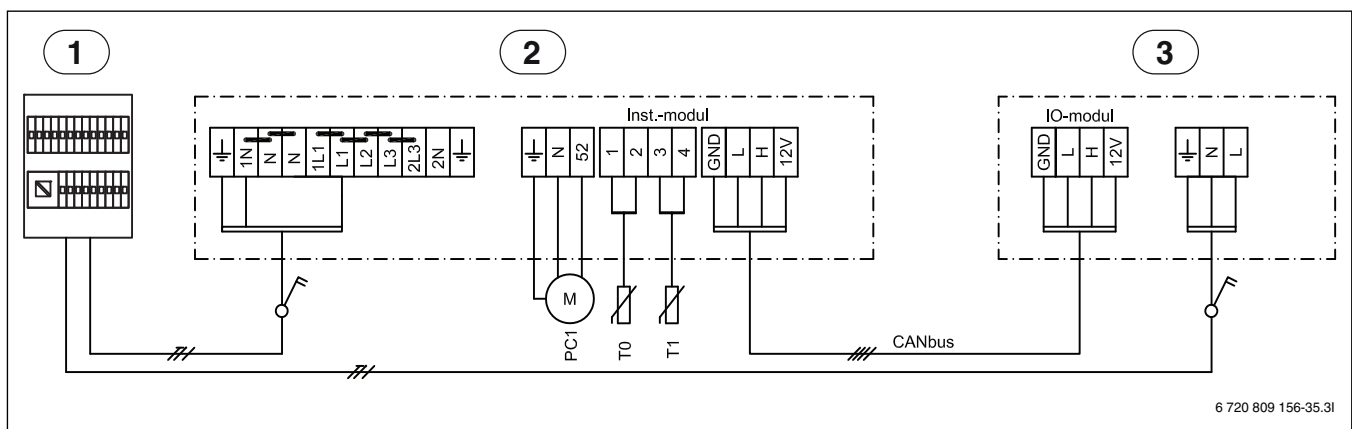 1
2
3
Inst.-modul
IO-modul
1N N N 1L1 L1 L2 L3 2L3 2N
N 52
1 2 3 4
GND L H 12V
GND L H 12V
N L
M
PC1
T0
T1
CANbus
6 720 809 156-35.3I